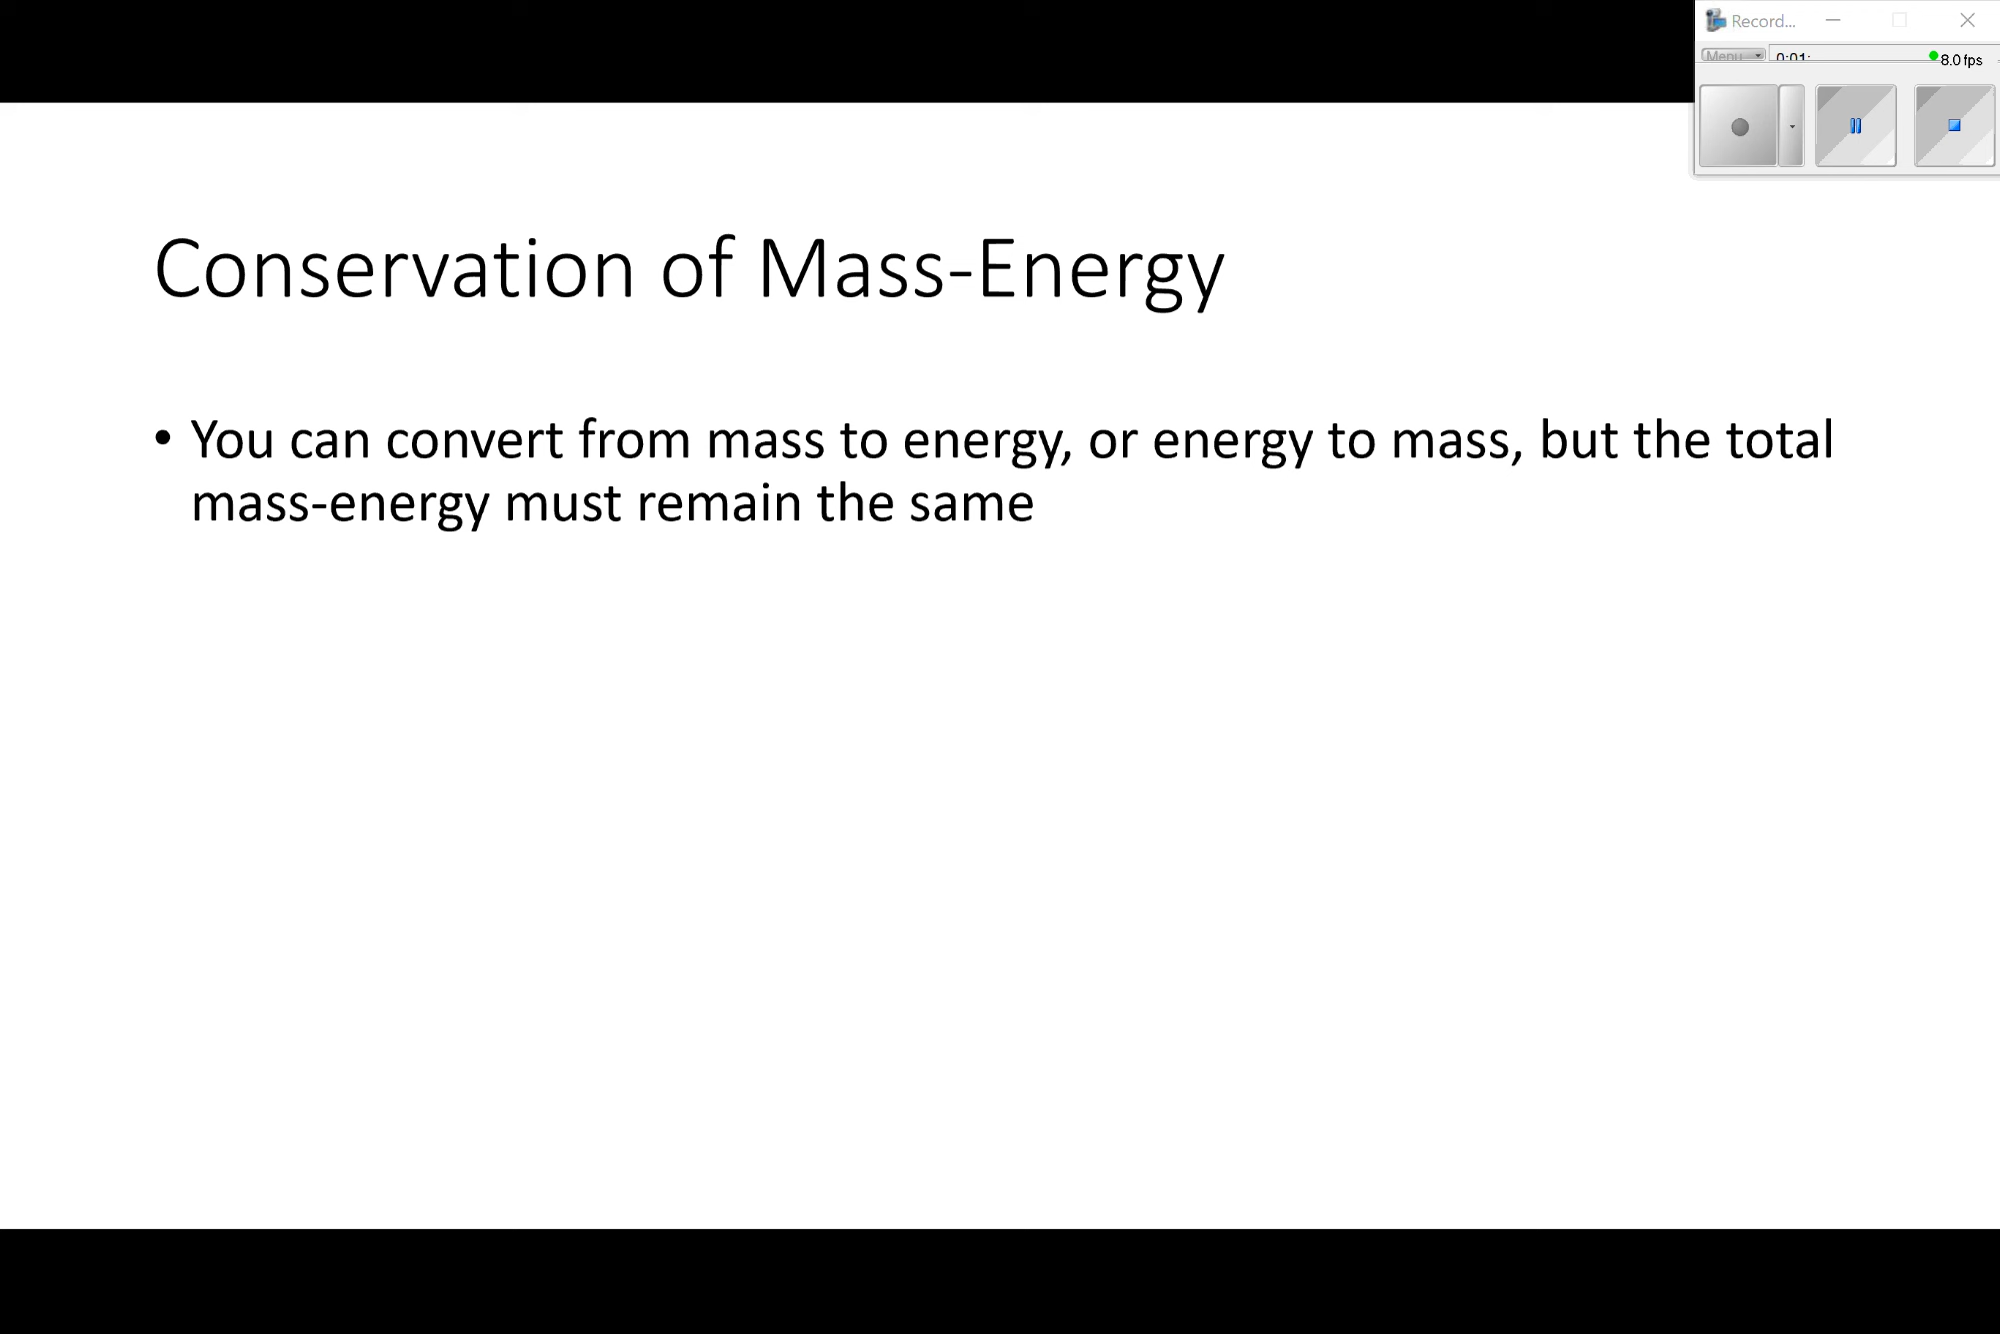 Record...
Menu
0:01:
8.0 fps
Conservation of Mass-Energy
• You can convert from mass to energy, or energy to mass, but the total
mass-energy must remain the same